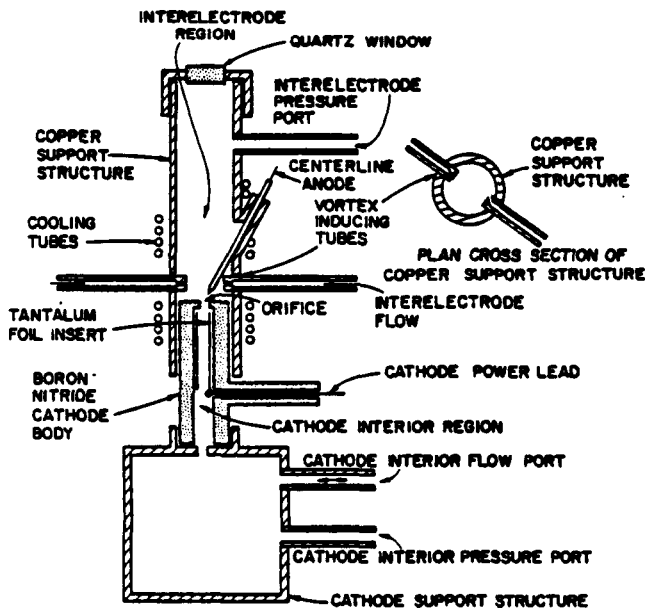 INTERELECTRODE
REGION
QUARTZ WINDOW
INTERELECTRODE
PRESSURE
PORT
COPPER
SUPPORT
STRUCTURE
CENTERLINE
ANODE
COPPER
SUPPORT
STRUCTURE
VORTEX
INDUCING
TUBES
COOLING
TUBES
PLAN CROSS SECTION OF
COPPER SUPPORT STRUCTURE
ORIFICE
INTERELECTRODE
FLOW
TANTALUM
FOIL INSERT
CATHODE POWER LEAD
BORON
NITRIDE
CATHODE
BODY
CATHODE INTERIOR REGION
CATHODE INTERIOR FLOW PORT
CATHODE INTERIOR PRESSURE PORT
CATHODE SUPPORT STRUCTURE